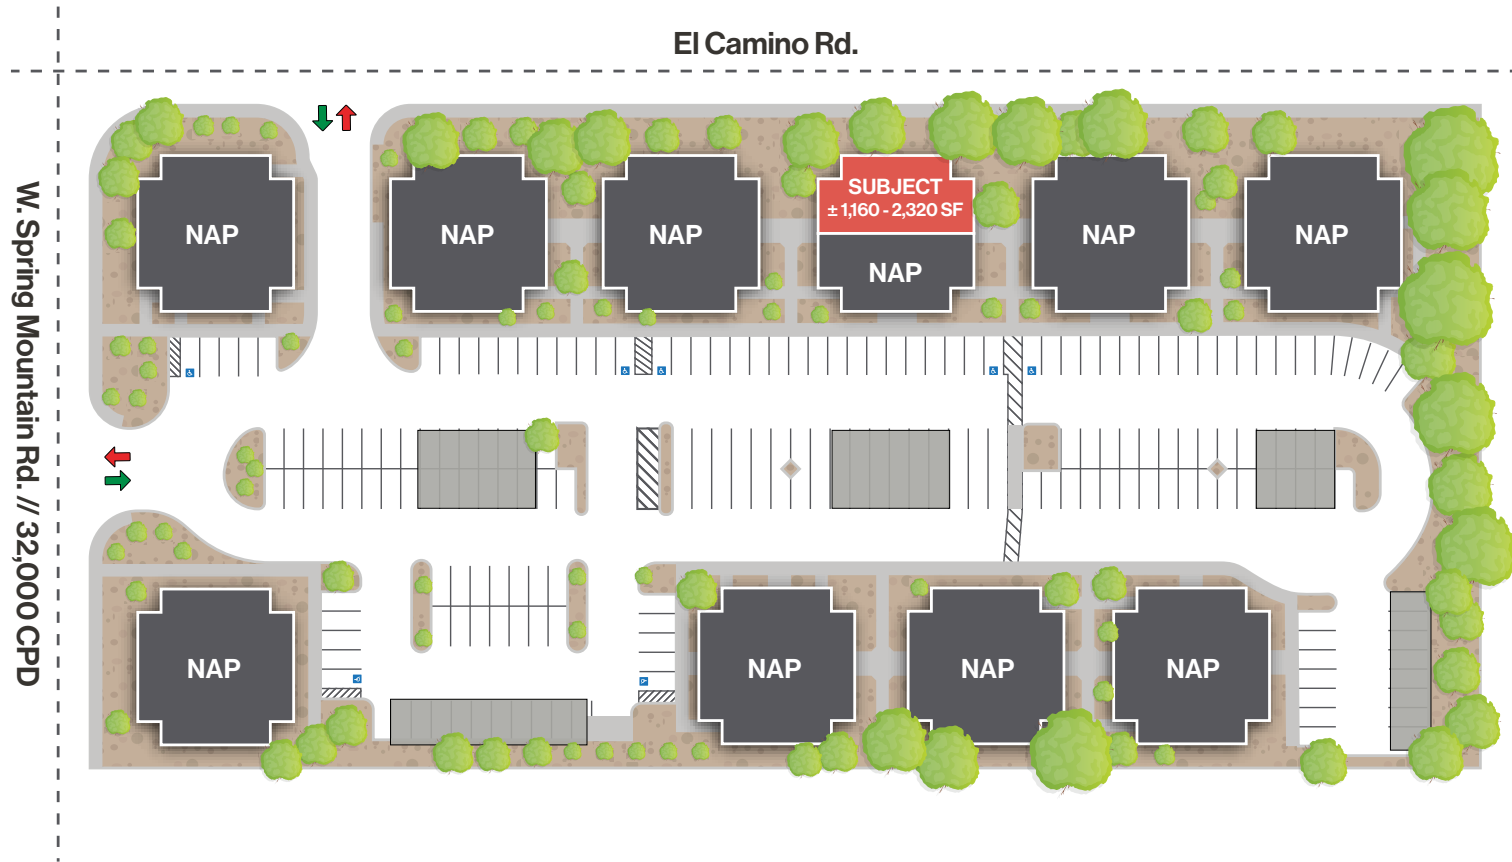 El Camino Rd.
W. Spring Mountain Rd. // 32,000 CPD
NAP
NAP
NAP
SUBJECT
± 1,160 - 2,320 SF
NAP
NAP
NAP
NAP
NAP
NAP
NAP